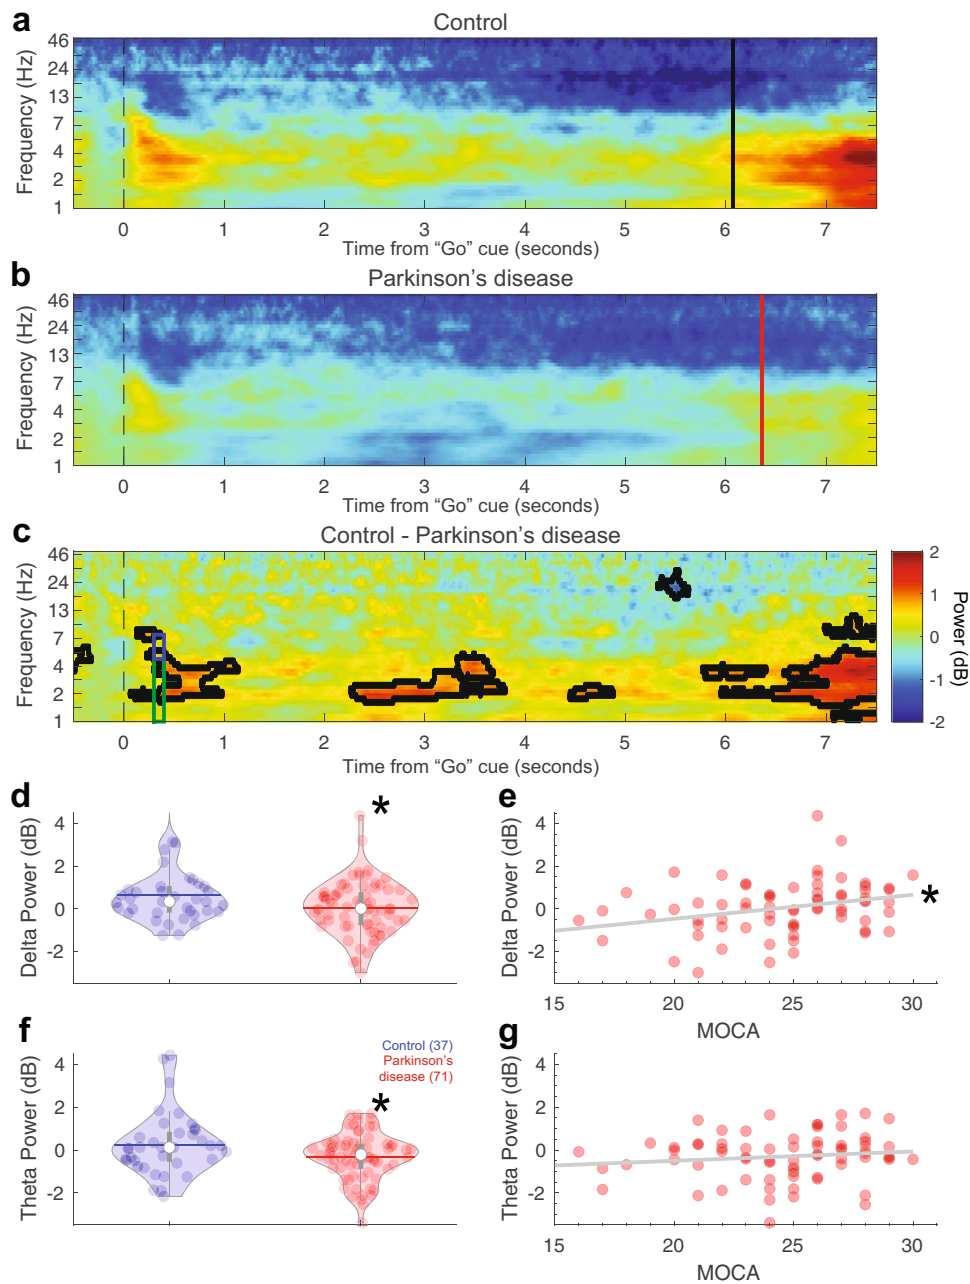 a
Control
Frequency (Hz)
46
24
13
7
4
2
1
0 1 2 3 4 5 6 7
Time from “Go” cue (seconds)
b
Parkinson’s disease
Frequency (Hz)
46
24
13
7
4
2
1
0 1 2 3 4 5 6 7
Time from “Go” cue (seconds)
c
Control - Parkinson’s disease
Frequency (Hz)
46
24
13
7
4
2
1
0 1 2 3 4 5 6 7
Time from “Go” cue (seconds)
2
1
0
-1
-2
Power (dB)
d
Delta Power (dB)
4
2
0
-2
*
e
Delta Power (dB)
4
2
0
-2
*
15 20 25 30
MOCA
f
Theta Power (dB)
4
2
0
-2
Control (37)
Parkinson’s
disease (71)
*
g
Theta Power (dB)
4
2
0
-2
15 20 25 30
MOCA